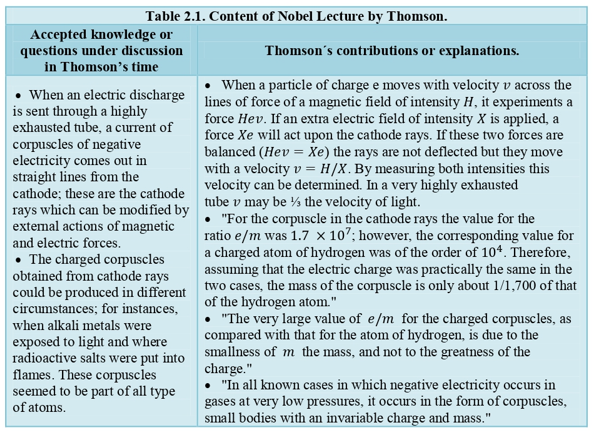 Table 2.1. Content of Nobel Lecture by Thomson.
Accepted knowledge or
questions under discussion
in Thomson's time
Thomson´s contributions or explanations.
• When an electric discharge
is sent through a highly
exhausted tube, a current of
corpuscles of negative
electricity comes out in
straight lines from the
cathode; these are the cathode
rays which can be modified by
external actions of magnetic
and electric forces.
• The charged corpuscles
obtained from cathode rays
could be produced in different
circumstances; for instances,
when alkali metals were
exposed to light and where
radioactive salts were put into
flames. These corpuscles
seemed to be part of all type
of atoms.
• When a particle of charge e moves with velocity v across the
lines of force of a magnetic field of intensity H, it experiments a
force Hev. If an extra electric field of intensity X is applied, a
force Xe will act upon the cathode rays. If these two forces are
balanced (Hev = Xe) the rays are not deflected but they move
with a velocity v = H/X. By measuring both intensities this
velocity can be determined. In a very highly exhausted
tube v may be ⅓ the velocity of light.
• "For the corpuscle in the cathode rays the value for the
ratio e/m was 1.7 × 10⁷; however, the corresponding value for
a charged atom of hydrogen was of the order of 10⁴. Therefore,
assuming that the electric charge was practically the same in the
two cases, the mass of the corpuscle is only about 1/1,700 of that
of the hydrogen atom."
• "The very large value of e/m for the charged corpuscles, as
compared with that for the atom of hydrogen, is due to the
smallness of m the mass, and not to the greatness of the
charge."
• "In all known cases in which negative electricity occurs in
gases at very low pressures, it occurs in the form of corpuscles,
small bodies with an invariable charge and mass."